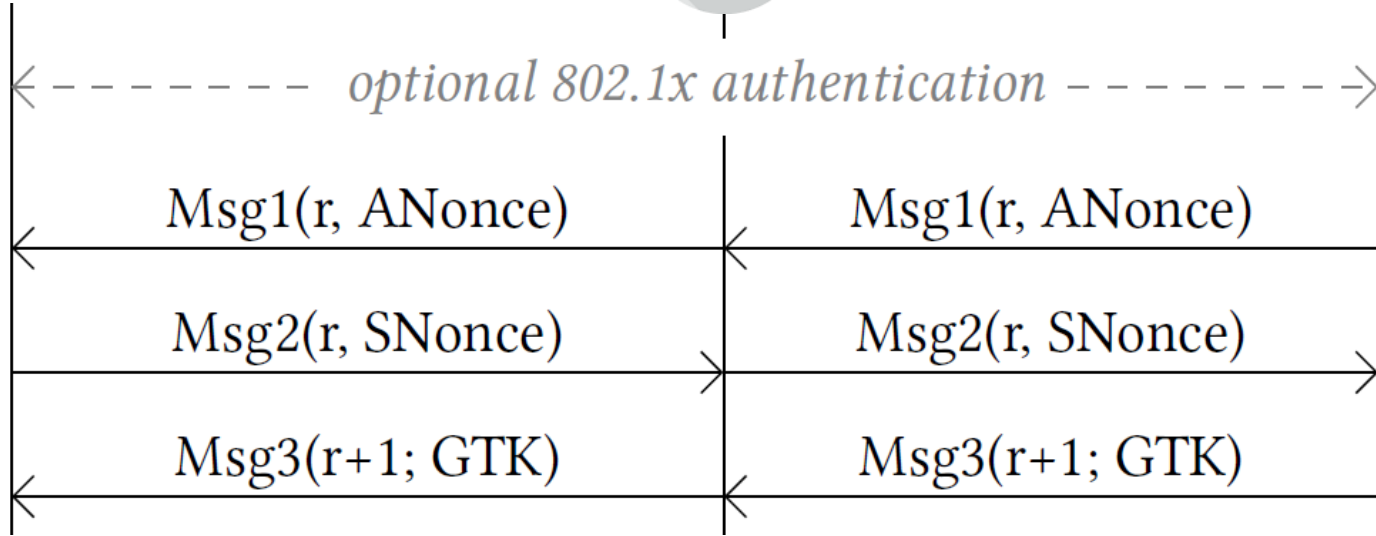 optional 802.1x authentication
Msg1(r, ANonce) Msg1(r, ANonce)
Msg2(r, SNonce) Msg2(r, SNonce)
Msg3(r+1; GTK) Msg3(r+1; GTK)